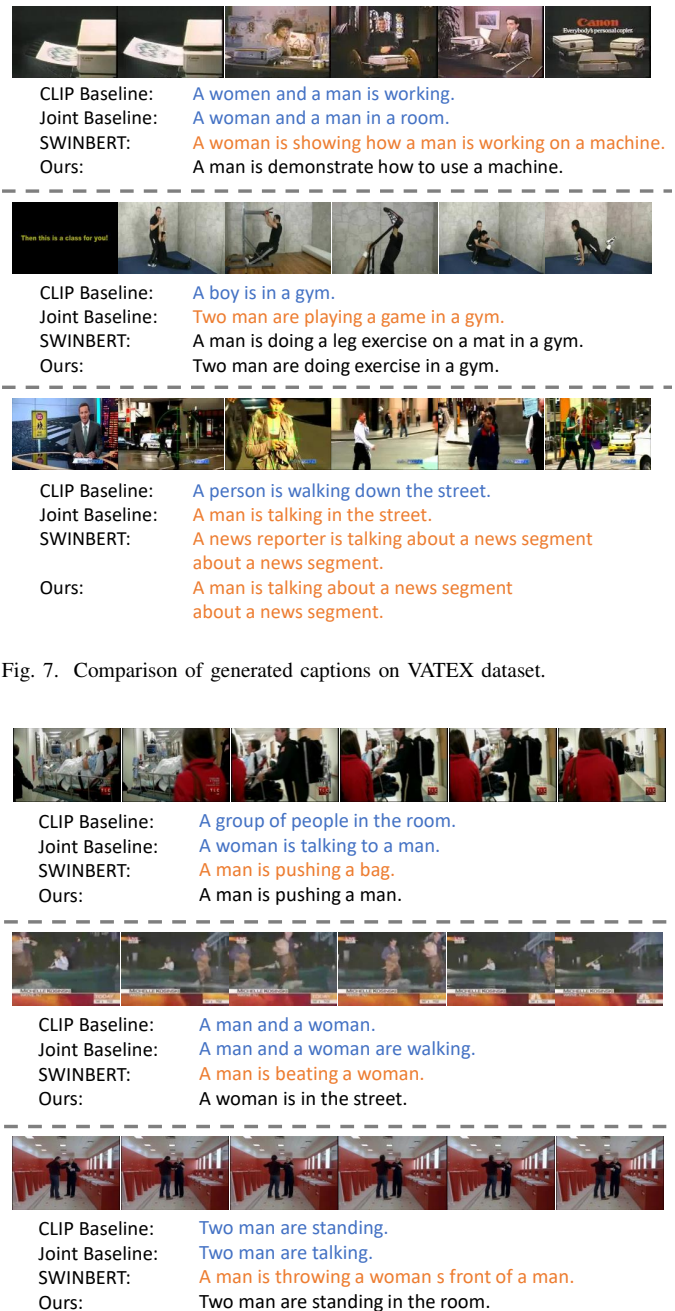 Canon
Everybody's personal copier.
CLIP Baseline: A women and a man is working.
Joint Baseline: A woman and a man in a room.
SWINBERT: A woman is showing how a man is working on a machine.
Ours: A man is demonstrate how to use a machine.
Then this is a class for you!
CLIP Baseline: A boy is in a gym.
Joint Baseline: Two man are playing a game in a gym.
SWINBERT: A man is doing a leg exercise on a mat in a gym.
Ours: Two man are doing exercise in a gym.
CLIP Baseline: A person is walking down the street.
Joint Baseline: A man is talking in the street.
SWINBERT: A news reporter is talking about a news segment
about a news segment.
Ours: A man is talking about a news segment
about a news segment.
Fig. 7. Comparison of generated captions on VATEX dataset.
CLIP Baseline: A group of people in the room.
Joint Baseline: A woman is talking to a man.
SWINBERT: A man is pushing a bag.
Ours: A man is pushing a man.
CLIP Baseline: A man and a woman.
Joint Baseline: A man and a woman are walking.
SWINBERT: A man is beating a woman.
Ours: A woman is in the street.
CLIP Baseline: Two man are standing.
Joint Baseline: Two man are talking.
SWINBERT: A man is throwing a woman s front of a man.
Ours: Two man are standing in the room.